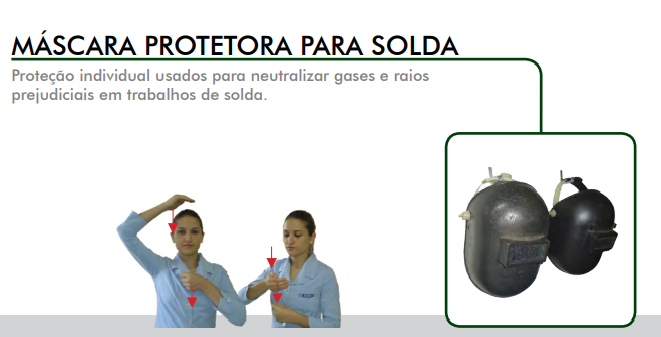 MÁSCARA PROTETORA PARA SOLDA
Proteção individual usados para neutralizar gases e raios
prejudiciais em trabalhos de solda.